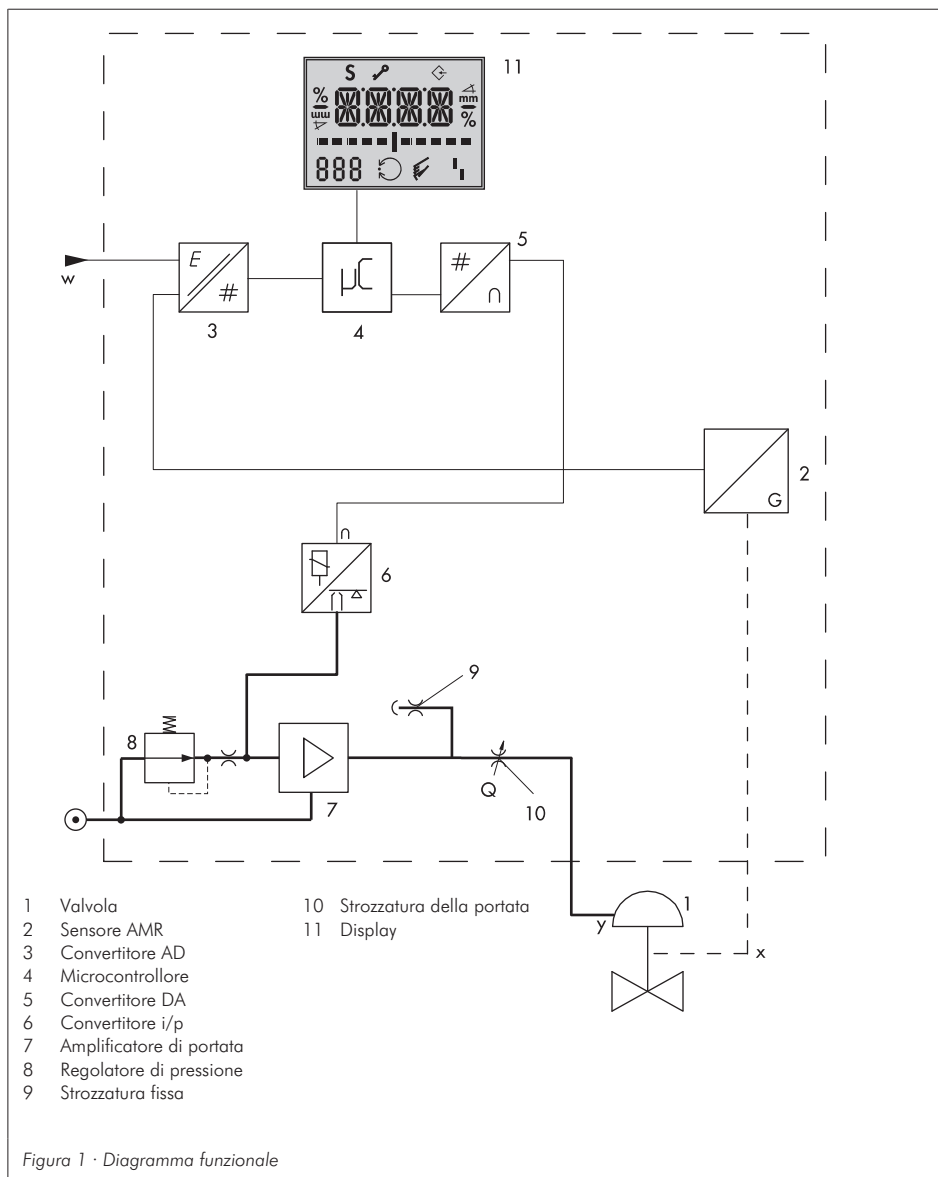 11
S
%
mm
mm
%
888
w
E
#
3
µC
4
#
∩
5
2
G
∩
6
9
8
7
Q
10
1
y
x
1 Valvola
2 Sensore AMR
3 Convertitore AD
4 Microcontrollore
5 Convertitore DA
6 Convertitore i/p
7 Amplificatore di portata
8 Regolatore di pressione
9 Strozzatura fissa
10 Strozzatura della portata
11 Display
Figura 1 · Diagramma funzionale